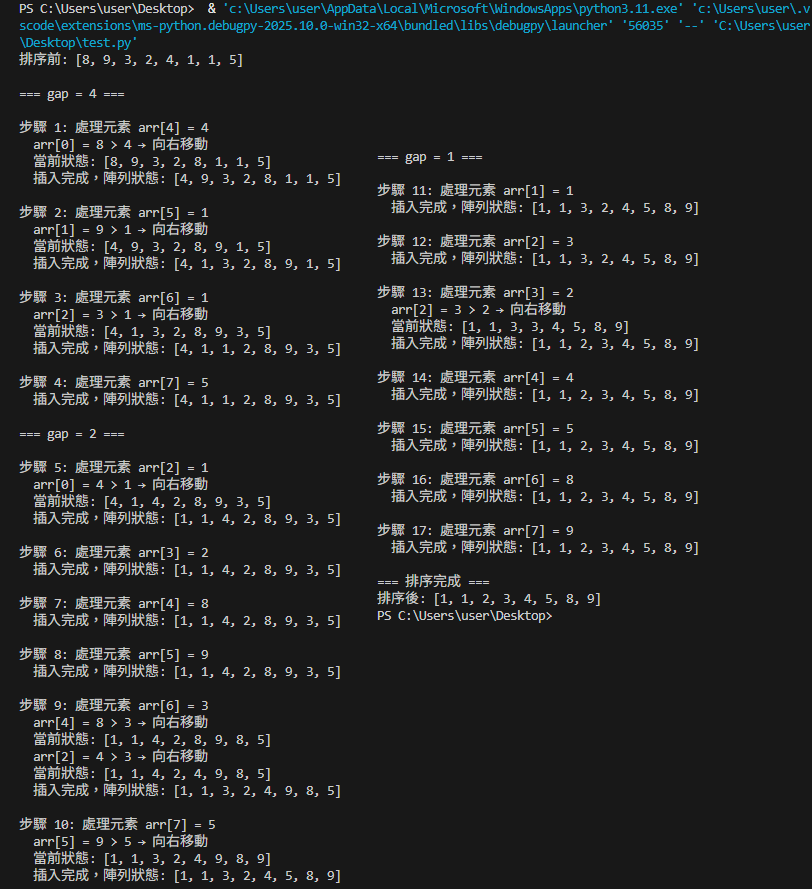 PS C:\Users\user\Desktop>  & 'c:\Users\user\AppData\Local\Microsoft\WindowsApps\python3.11.exe' 'c:\Users\user\.v
scode\extensions\ms-python.debugpy-2025.10.0-win32-x64\bundled\libs\debugpy\launcher' '56035' '--' 'C:\Users\user
\Desktop\test.py'
排序前: [8, 9, 3, 2, 4, 1, 1, 5]
=== gap = 4 ===
步驟 1: 處理元素 arr[4] = 4
arr[0] = 8 > 4 → 向右移動
當前狀態: [8, 9, 3, 2, 8, 1, 1, 5]
插入完成，陣列狀態: [4, 9, 3, 2, 8, 1, 1, 5]
步驟 2: 處理元素 arr[5] = 1
arr[1] = 9 > 1 → 向右移動
當前狀態: [4, 9, 3, 2, 8, 9, 1, 5]
插入完成，陣列狀態: [4, 1, 3, 2, 8, 9, 1, 5]
步驟 3: 處理元素 arr[6] = 1
arr[2] = 3 > 1 → 向右移動
當前狀態: [4, 1, 3, 2, 8, 9, 3, 5]
插入完成，陣列狀態: [4, 1, 1, 2, 8, 9, 3, 5]
步驟 4: 處理元素 arr[7] = 5
插入完成，陣列狀態: [4, 1, 1, 2, 8, 9, 3, 5]
=== gap = 2 ===
步驟 5: 處理元素 arr[2] = 1
arr[0] = 4 > 1 → 向右移動
當前狀態: [4, 1, 4, 2, 8, 9, 3, 5]
插入完成，陣列狀態: [1, 1, 4, 2, 8, 9, 3, 5]
步驟 6: 處理元素 arr[3] = 2
插入完成，陣列狀態: [1, 1, 4, 2, 8, 9, 3, 5]
步驟 7: 處理元素 arr[4] = 8
插入完成，陣列狀態: [1, 1, 4, 2, 8, 9, 3, 5]
步驟 8: 處理元素 arr[5] = 9
插入完成，陣列狀態: [1, 1, 4, 2, 8, 9, 3, 5]
步驟 9: 處理元素 arr[6] = 3
arr[4] = 8 > 3 → 向右移動
當前狀態: [1, 1, 4, 2, 8, 9, 8, 5]
arr[2] = 4 > 3 → 向右移動
當前狀態: [1, 1, 4, 2, 4, 9, 8, 5]
插入完成，陣列狀態: [1, 1, 3, 2, 4, 9, 8, 5]
步驟 10: 處理元素 arr[7] = 5
arr[5] = 9 > 5 → 向右移動
當前狀態: [1, 1, 3, 2, 4, 9, 8, 9]
插入完成，陣列狀態: [1, 1, 3, 2, 4, 5, 8, 9]
=== gap = 1 ===
步驟 11: 處理元素 arr[1] = 1
插入完成，陣列狀態: [1, 1, 3, 2, 4, 5, 8, 9]
步驟 12: 處理元素 arr[2] = 3
插入完成，陣列狀態: [1, 1, 3, 2, 4, 5, 8, 9]
步驟 13: 處理元素 arr[3] = 2
arr[2] = 3 > 2 → 向右移動
當前狀態: [1, 1, 3, 3, 4, 5, 8, 9]
插入完成，陣列狀態: [1, 1, 2, 3, 4, 5, 8, 9]
步驟 14: 處理元素 arr[4] = 4
插入完成，陣列狀態: [1, 1, 2, 3, 4, 5, 8, 9]
步驟 15: 處理元素 arr[5] = 5
插入完成，陣列狀態: [1, 1, 2, 3, 4, 5, 8, 9]
步驟 16: 處理元素 arr[6] = 8
插入完成，陣列狀態: [1, 1, 2, 3, 4, 5, 8, 9]
步驟 17: 處理元素 arr[7] = 9
插入完成，陣列狀態: [1, 1, 2, 3, 4, 5, 8, 9]
=== 排序完成 ===
排序後: [1, 1, 2, 3, 4, 5, 8, 9]
PS C:\Users\user\Desktop>